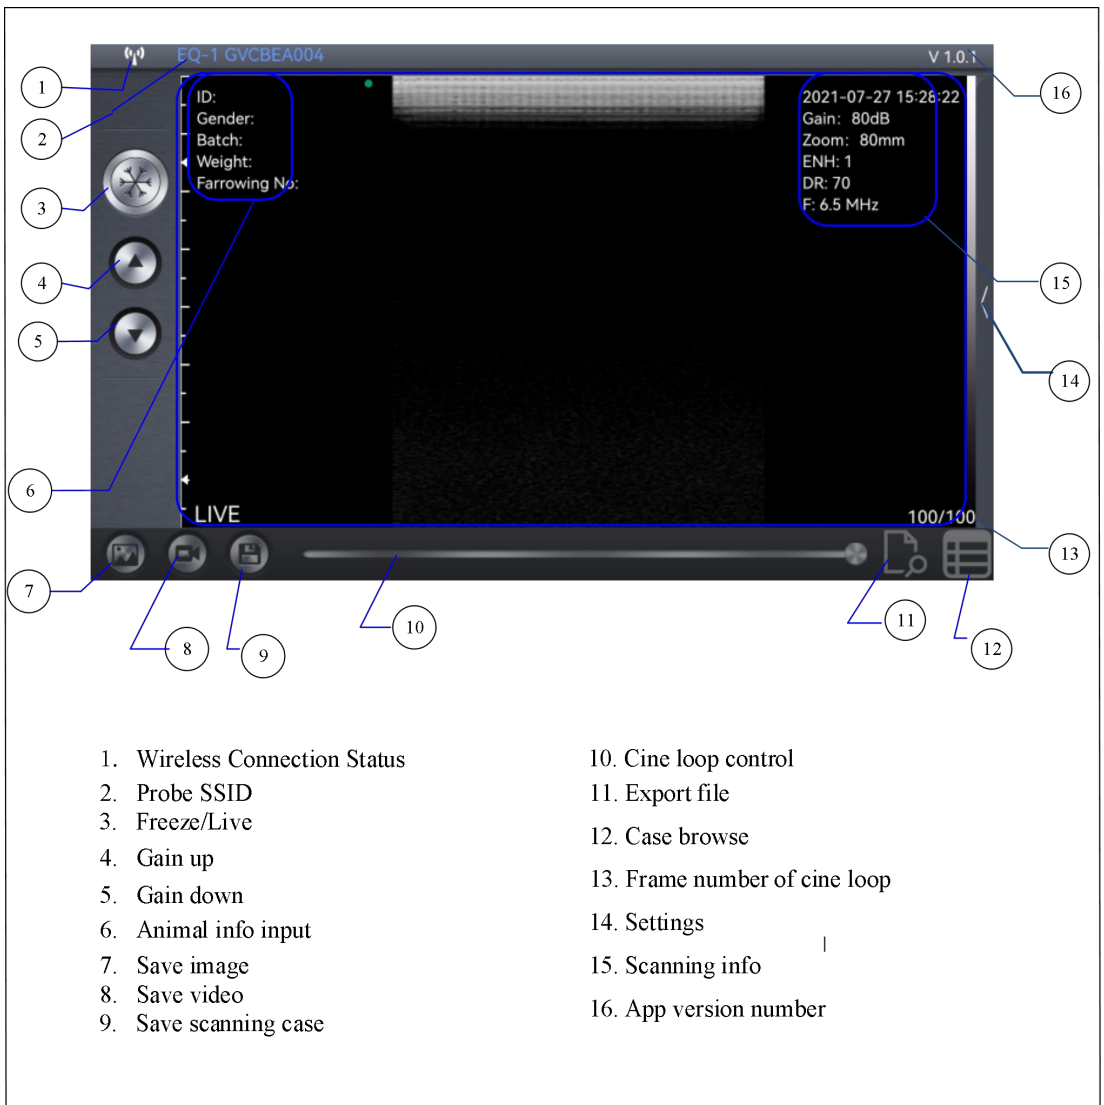 EQ-1 GVCBEA004
V 1.0.1
1
16
2
ID:
2021-07-27 15:28:22
Gender:
Gain: 80dB
Batch:
Zoom: 80mm
Weight:
ENH: 1
Farrowing No:
DR: 70
F: 6.5 MHz
3
4
15
5
14
6
LIVE
100/100
13
7
8
9
10
11
12
1. Wireless Connection Status
2. Probe SSID
3. Freeze/Live
4. Gain up
5. Gain down
6. Animal info input
7. Save image
8. Save video
9. Save scanning case
10. Cine loop control
11. Export file
12. Case browse
13. Frame number of cine loop
14. Settings
15. Scanning info
16. App version number